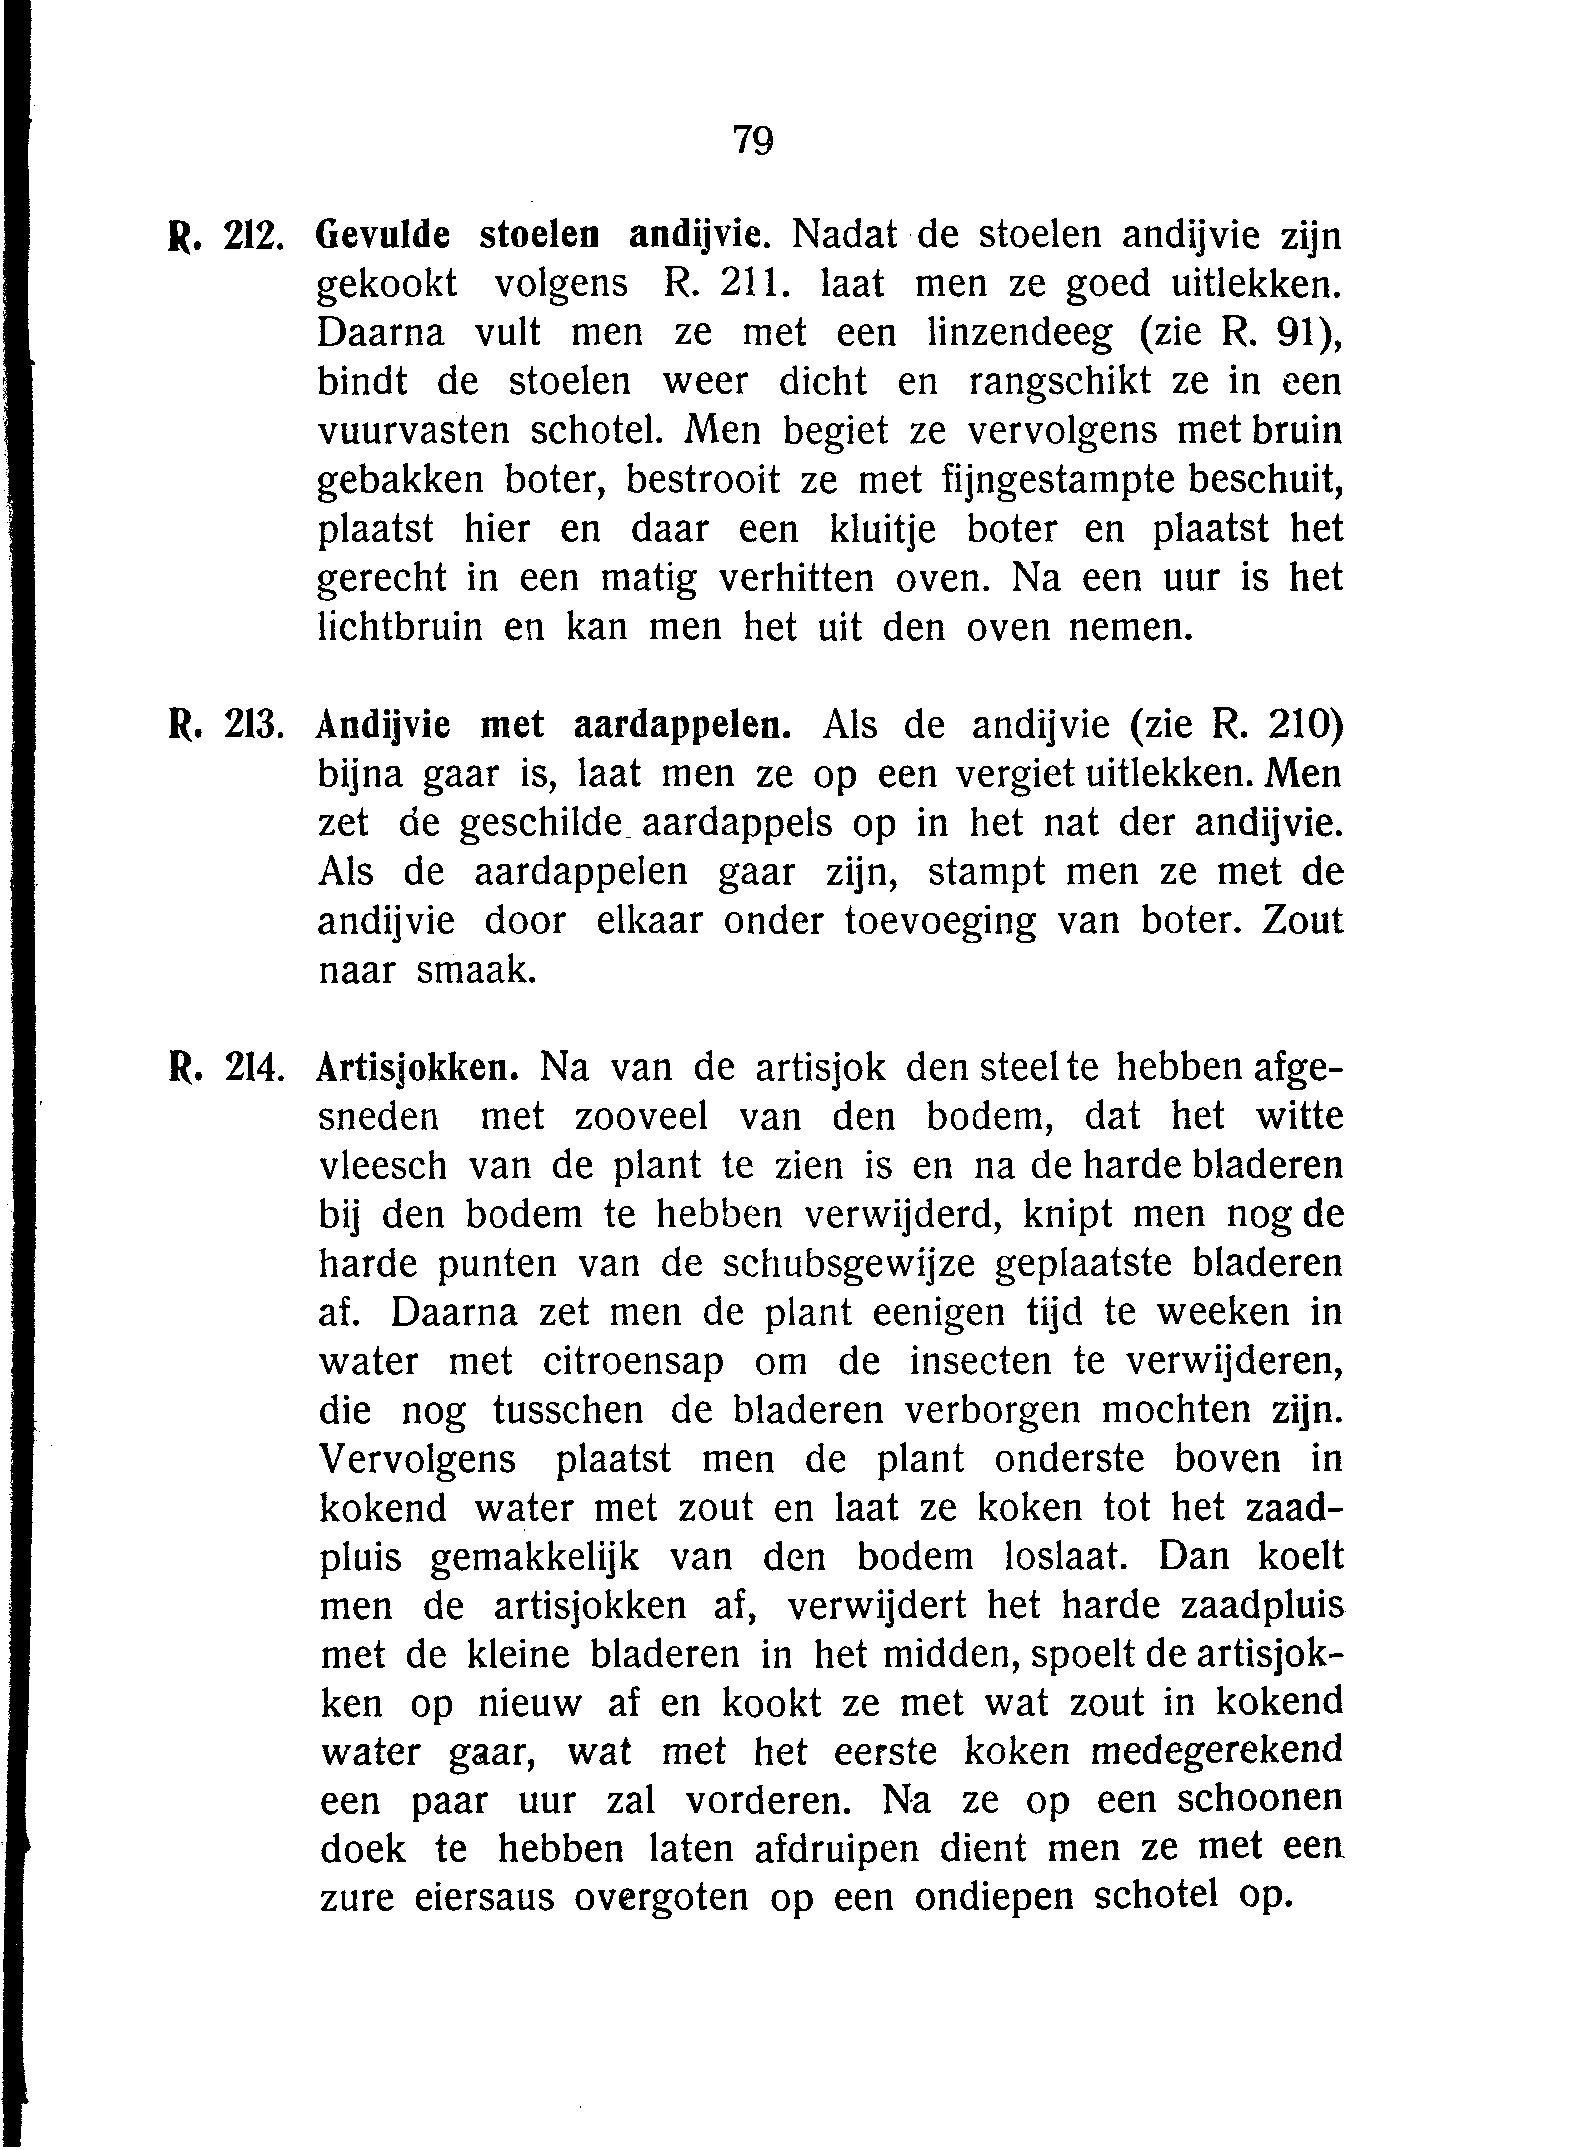 79
R. 212. Gevulde stoelen andijvie. Nadat de stoelen andijvie zijn
gekookt volgens R. 211. laat men ze goed uitlekken.
Daarna vult men ze met een linzendeeg (zie R. 91),
bindt de stoelen weer dicht en rangschikt ze in een
vuurvasten schotel. Men begiet ze vervolgens met bruin
gebakken boter, bestrooit ze met fijngestampte beschuit,
plaatst hier en daar een kluitje boter en plaatst het
gerecht in een matig verhitten oven. Na een uur is het
lichtbruin en kan men het uit den oven nemen.
R. 213. Andijvie met aardappelen. Als de andijvie (zie R. 210)
bijna gaar is, laat men ze op een vergiet uitlekken. Men
zet de geschilde aardappels op in het nat der andijvie.
Als de aardappelen gaar zijn, stampt men ze met de
andijvie door elkaar onder toevoeging van boter. Zout
naar smaak.
R. 214. Artisjokken. Na van de artisjok den steel te hebben afge-
sneden met zooveel van den bodem, dat het witte
vleesch van de plant te zien is en na de harde bladeren
bij den bodem te hebben verwijderd, knipt men nog de
harde punten van de schubsgewijze geplaatste bladeren
af. Daarna zet men de plant eenigen tijd te weeken in
water met citroensap om de insecten te verwijderen,
die nog tusschen de bladeren verborgen mochten zijn.
Vervolgens plaatst men de plant onderste boven in
kokend water met zout en laat ze koken tot het zaad-
pluis gemakkelijk van den bodem loslaat. Dan koelt
men de artisjokken af, verwijdert het harde zaadpluis
met de kleine bladeren in het midden, spoelt de artisjok-
ken op nieuw af en kookt ze met wat zout in kokend
water gaar, wat met het eerste koken medegerekend
een paar uur zal vorderen. Na ze op een schoonen
doek te hebben laten afdruipen dient men ze met een
zure eiersaus overgoten op een ondiepen schotel op.